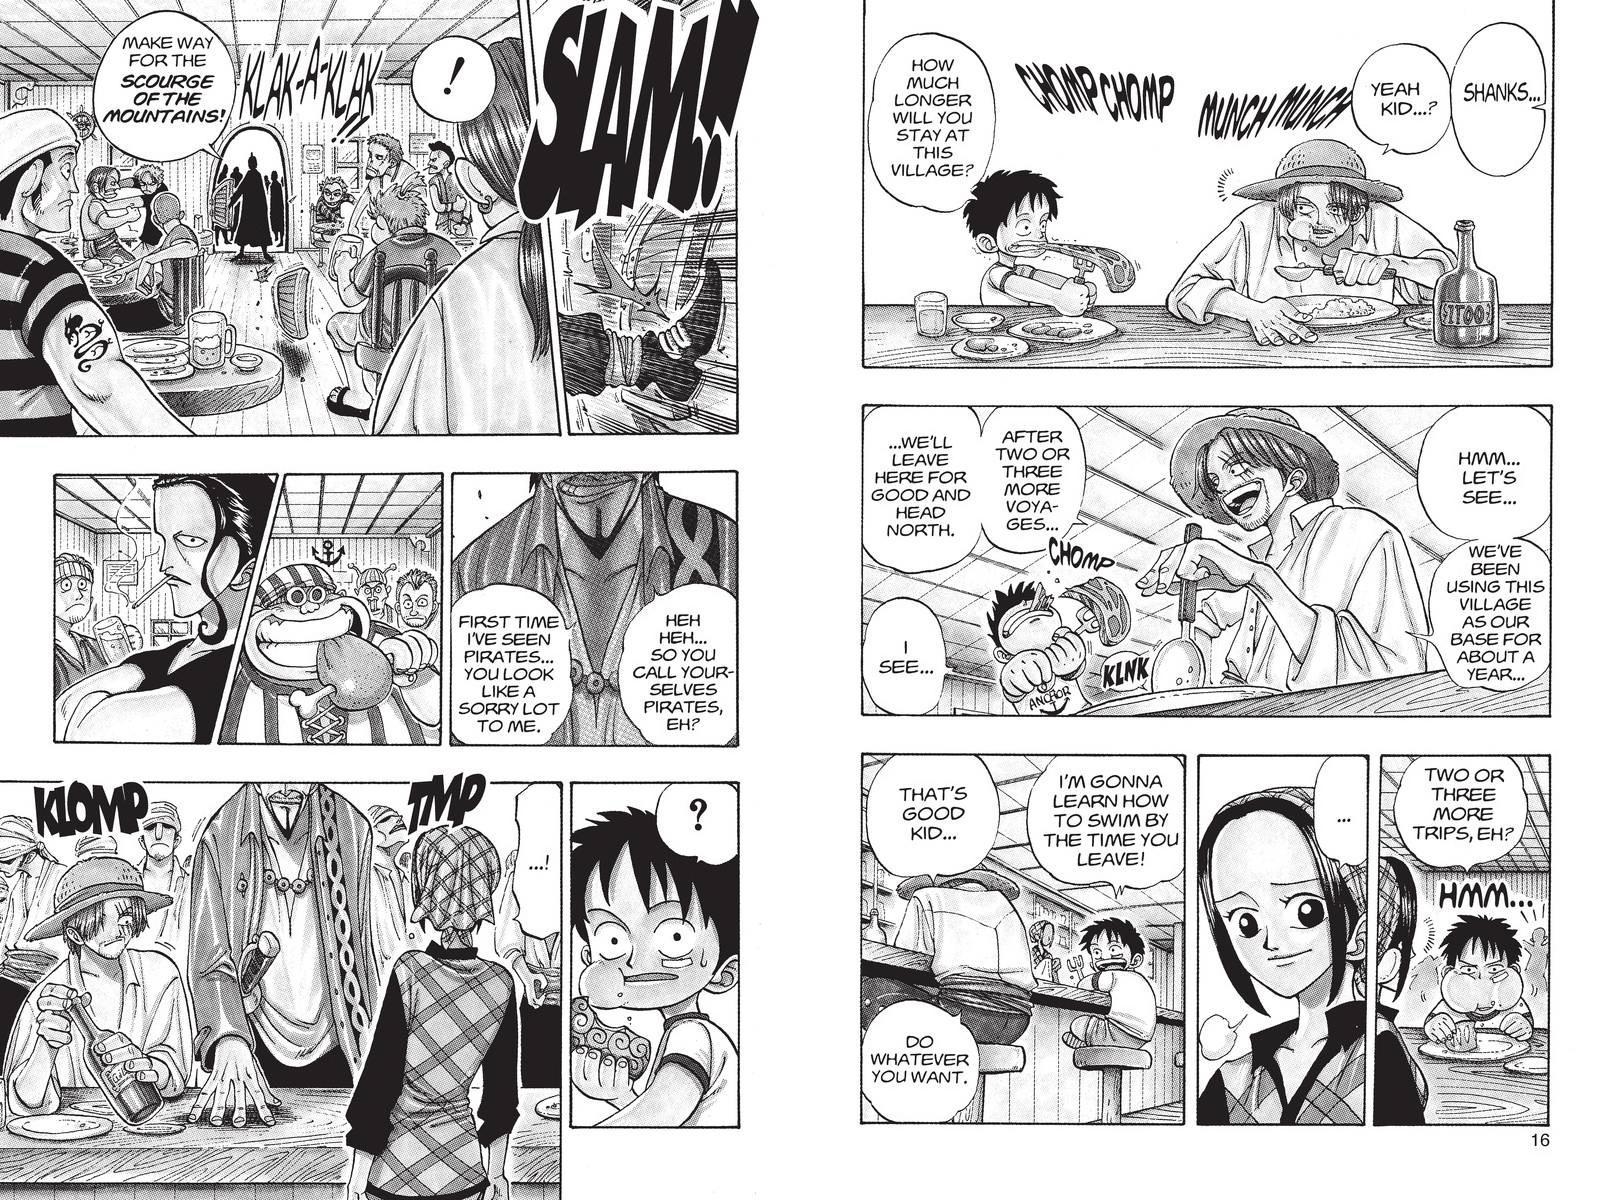 SHANKS...
YEAH
KID...?
MUNCH MUNCH
CHOMP CHOMP
HOW
MUCH
LONGER
WILL YOU
STAY AT
THIS
VILLAGE?
HMM...
LET'S
SEE...
WE'VE
BEEN
USING THIS
VILLAGE
AS OUR
BASE FOR
ABOUT A
YEAR...
AFTER
TWO OR
THREE
MORE
VOYA-
GES...
...WE'LL
LEAVE
HERE FOR
GOOD AND
HEAD
NORTH.
CHOMP
KLNK
ANCHOR
I
SEE...
TWO OR
THREE
MORE
TRIPS, EH?
HMM...
...
I'M GONNA
LEARN HOW
TO SWIM BY
THE TIME YOU
LEAVE!
THAT'S
GOOD
KID...
DO
WHATEVER
YOU WANT.
16
SLAM!!
!
KLAK-A-KLAK!!
MAKE WAY
FOR THE
SCOURGE
OF THE
MOUNTAINS!
HEH
HEH...
SO YOU
CALL YOUR-
SELVES
PIRATES,
EH?
FIRST TIME
I'VE SEEN
PIRATES...
YOU LOOK
LIKE A
SORRY LOT
TO ME.
?
...!
TMP
KLOMP